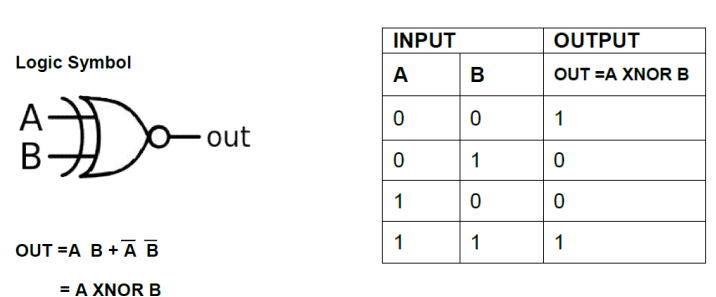 Logic Symbol
A
B
out
OUT =A B + A̅ B̅
= A XNOR B
INPUT OUTPUT
A B OUT =A XNOR B
0 0 1
0 1 0
1 0 0
1 1 1